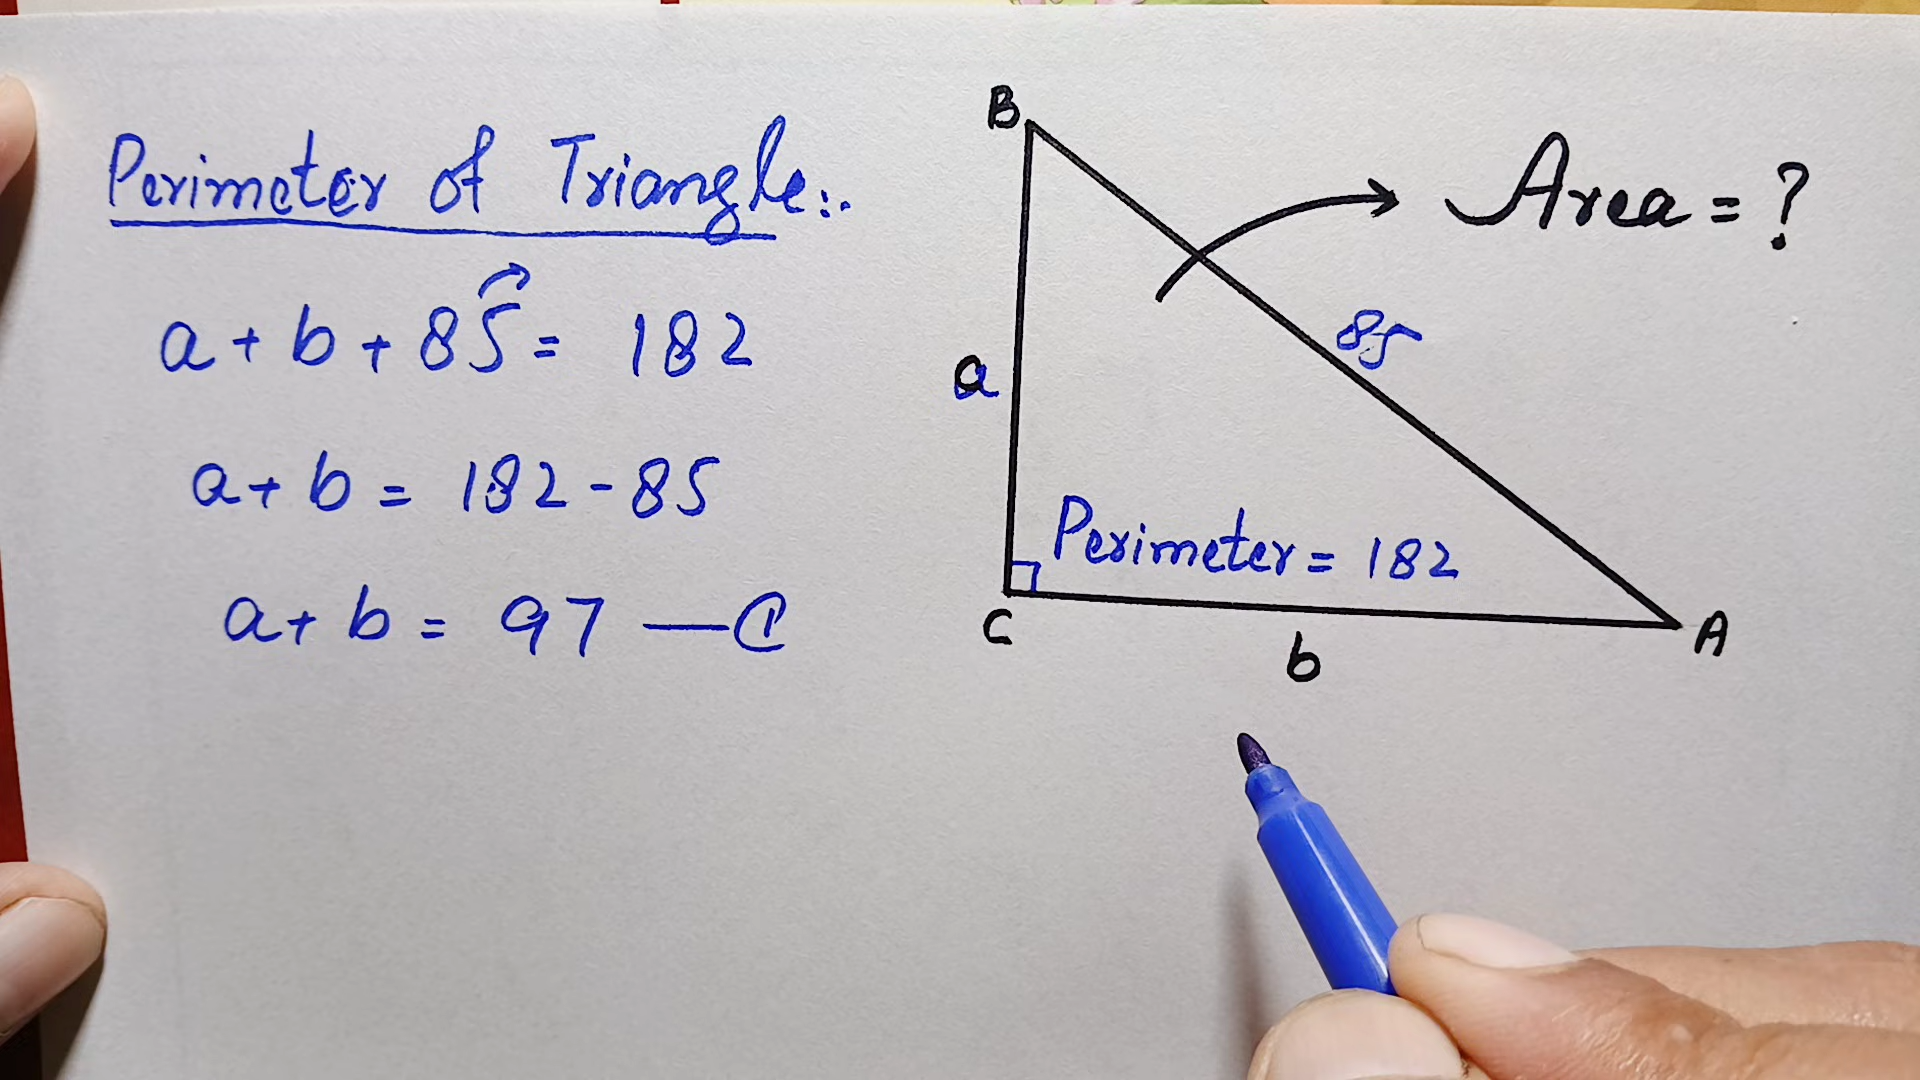 Perimeter of Triangle:.
a + b + 85 = 182
a + b = 182 - 85
a + b = 97 — ①
B
Area = ?
85
a
Perimeter = 182
C
A
b